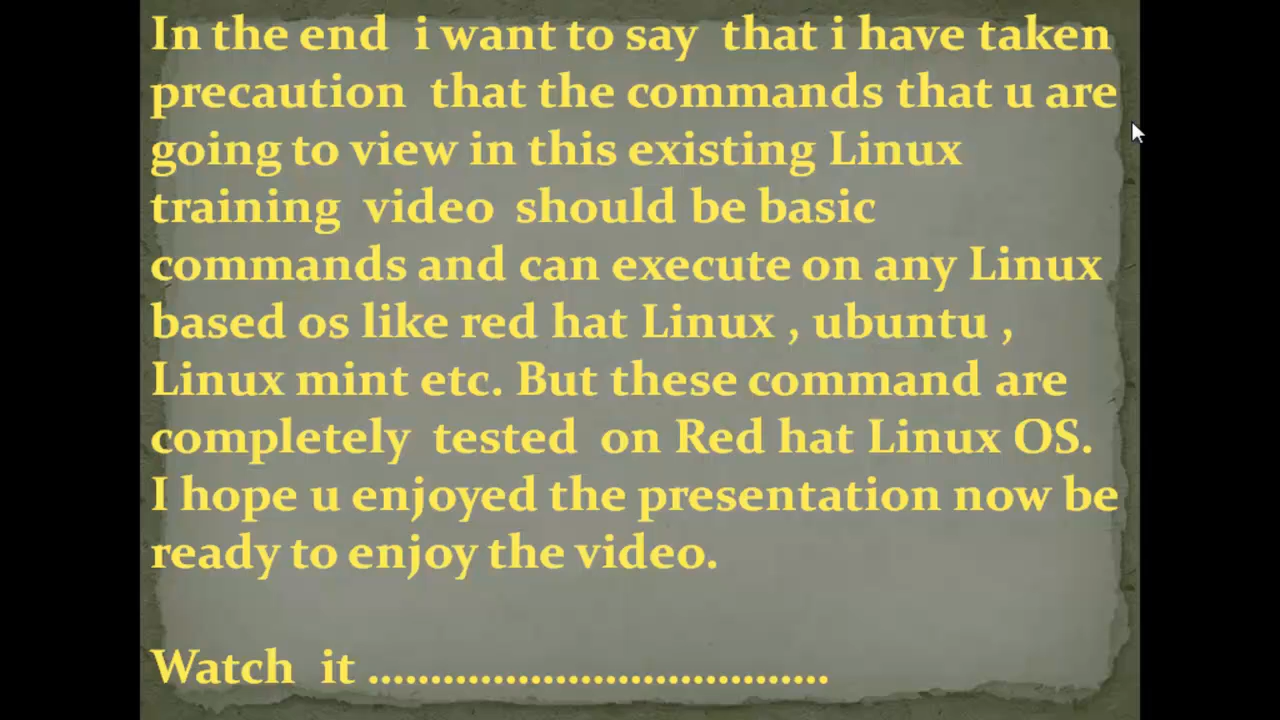 In the end i want to say that i have taken
precaution that the commands that u are
going to view in this existing Linux
training video should be basic
commands and can execute on any Linux
based os like red hat Linux , ubuntu ,
Linux mint etc. But these command are
completely tested on Red hat Linux OS.
I hope u enjoyed the presentation now be
ready to enjoy the video.
Watch it .....................................